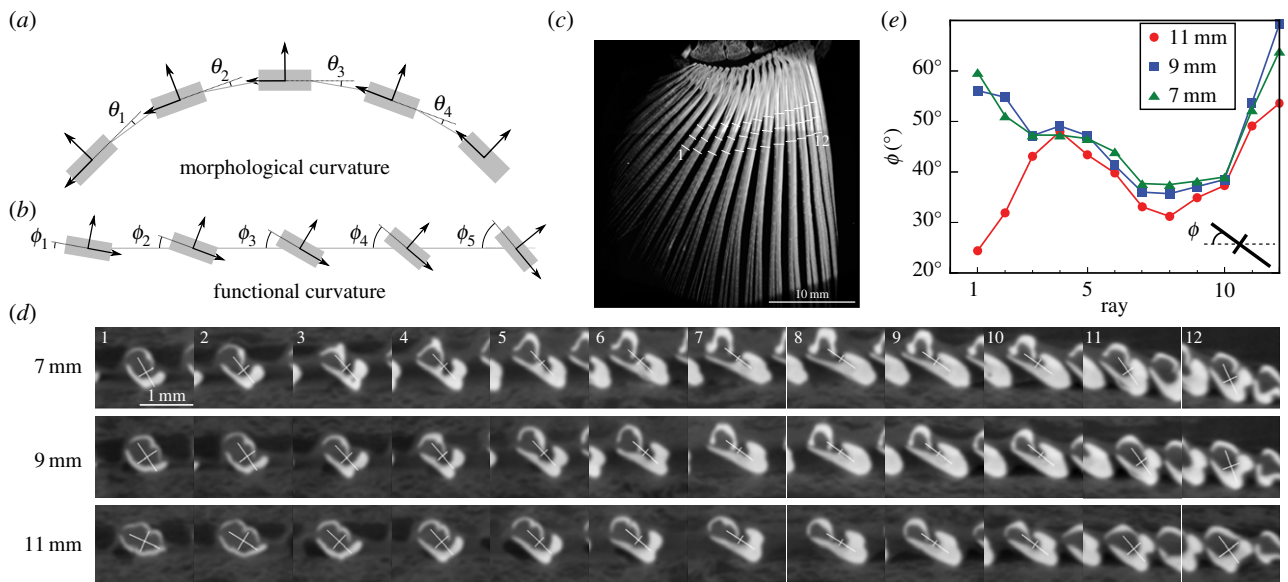 (a)
θ1
θ2
θ3
θ4
morphological curvature
(b)
ϕ1
ϕ2
ϕ3
ϕ4
ϕ5
functional curvature
(c)
1
12
10 mm
(e)
11 mm
9 mm
7 mm
60°
50°
40°
30°
20°
ϕ (°)
ϕ
1
5
10
ray
(d)
1 2 3 4 5 6 7 8 9 10 11 12
7 mm
1 mm
9 mm
11 mm